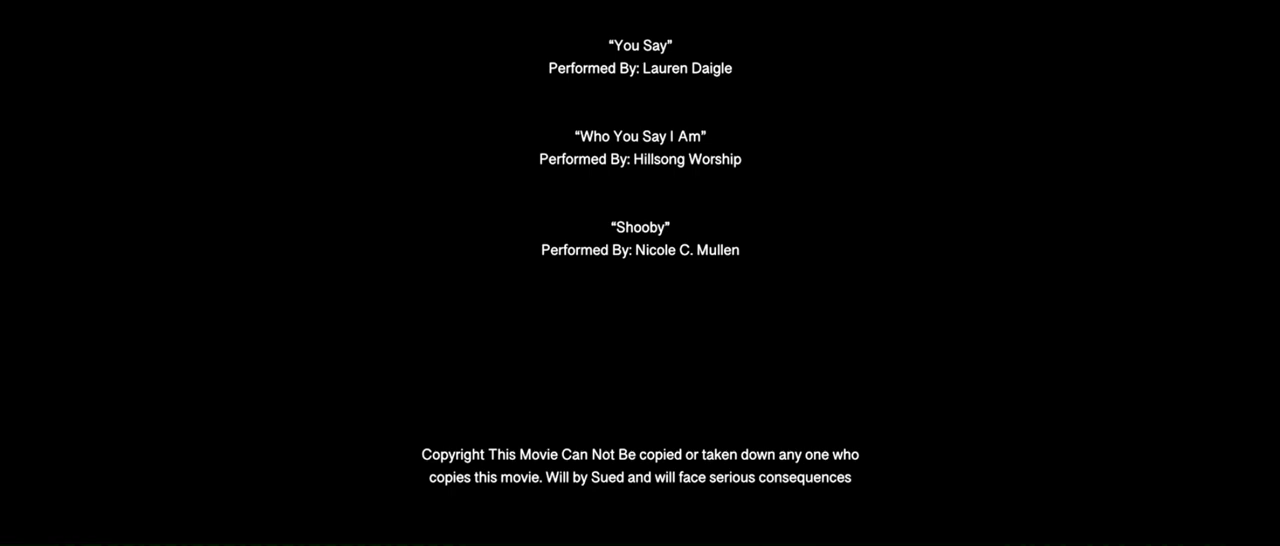 “You Say”
Performed By: Lauren Daigle
“Who You Say I Am”
Performed By: Hillsong Worship
“Shooby”
Performed By: Nicole C. Mullen
Copyright This Movie Can Not Be copied or taken down any one who
copies this movie. Will by Sued and will face serious consequences